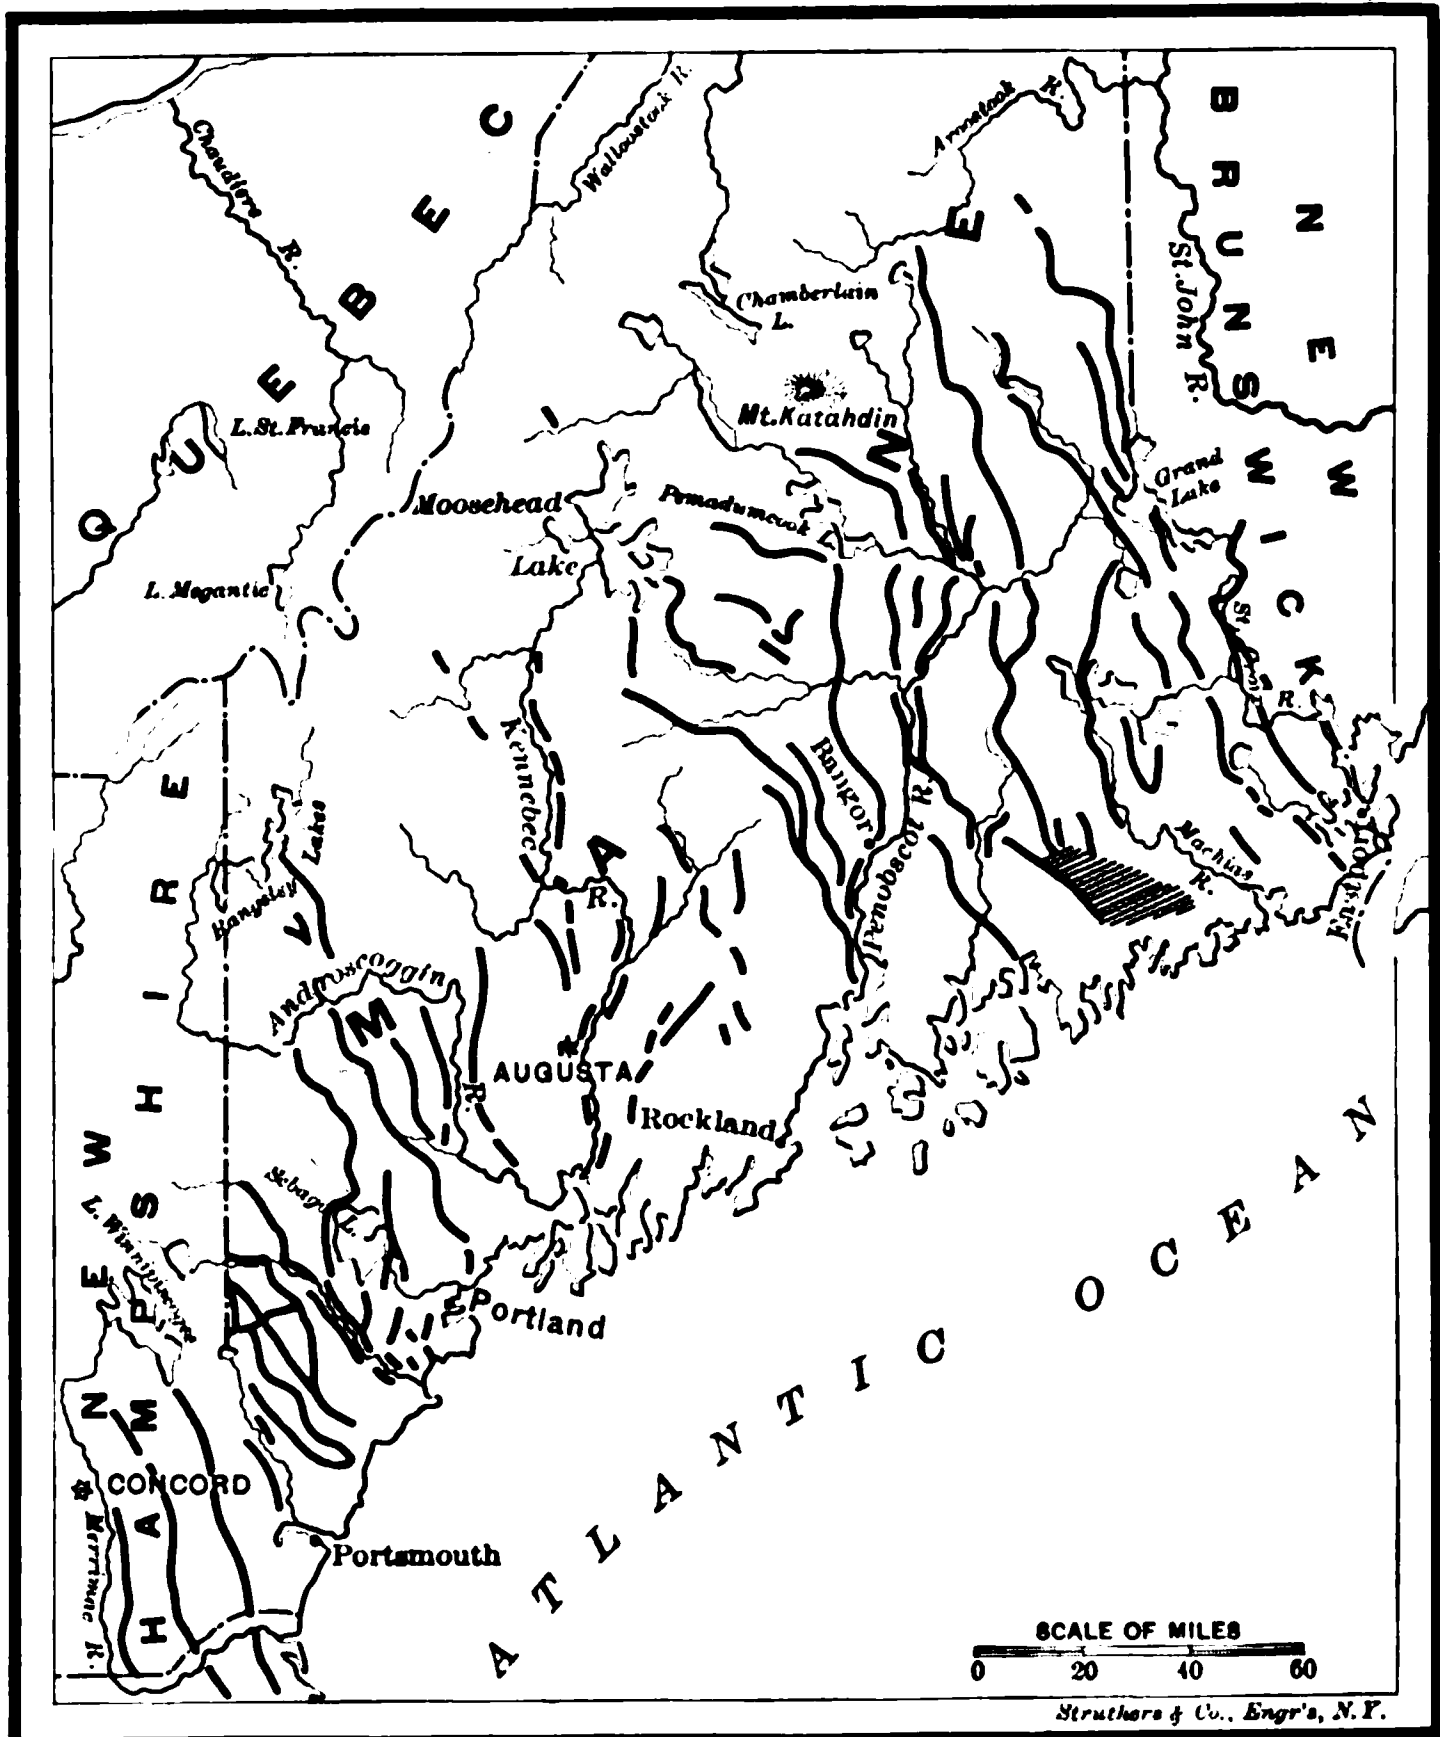 QUEBEC
NEW BRUNSWICK
MAINE
NEW HAMPSHIRE
ATLANTIC OCEAN
Chaudiere R.
Walloostook R.
Aroostook R.
St. John R.
Chamberlain L.
Mt. Katahdin
L. St. Francis
Moosehead Lake
Pemadumcook L.
Grand Lake
L. Megantic
St. Croix R.
Kennebec R.
Bangor
Penobscot R.
Machias R.
Eastport
Rangeley Lakes
Androscoggin R.
AUGUSTA
Rockland
Sebago L.
Portland
CONCORD
Merrimac R.
Portsmouth
SCALE OF MILES
0 20 40 60
Struthers & Co., Engr's, N.Y.